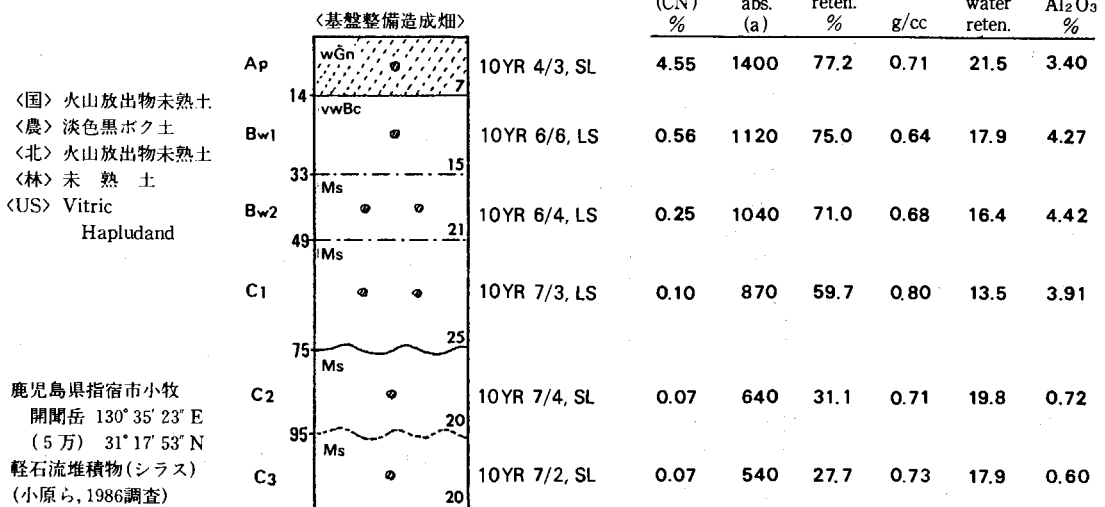 (CN) abs. reten. water Al₂O₃
% (a) % g/cc reten. %
〈基盤整備造成畑〉
Ap wĜn 7 10YR 4/3, SL 4.55 1400 77.2 0.71 21.5 3.40
14
〈国〉 火山放出物未熟土
〈農〉 淡色黒ボク土
〈北〉 火山放出物未熟土
〈林〉 未熟土
〈US〉 Vitric
Hapludand
Bw1 vwBc 15 10YR 6/6, LS 0.56 1120 75.0 0.64 17.9 4.27
33
Bw2 Ms 21 10YR 6/4, LS 0.25 1040 71.0 0.68 16.4 4.42
49
C1 Ms 25 10YR 7/3, LS 0.10 870 59.7 0.80 13.5 3.91
75
C2 Ms 20 10YR 7/4, SL 0.07 640 31.1 0.71 19.8 0.72
95
C3 Ms 20 10YR 7/2, SL 0.07 540 27.7 0.73 17.9 0.60
鹿児島県指宿市小牧
開聞岳 130°35′23″E
(5万) 31°17′53″N
軽石流堆積物(シラス)
(小原ら,1986調査)